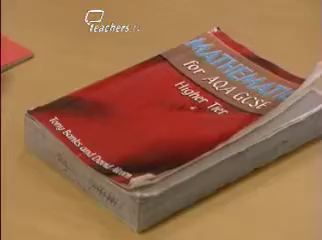 teachers.tv
MATHEMATI
for AQA GCSE
Higher Tier
Tony Banks and David Alcorn